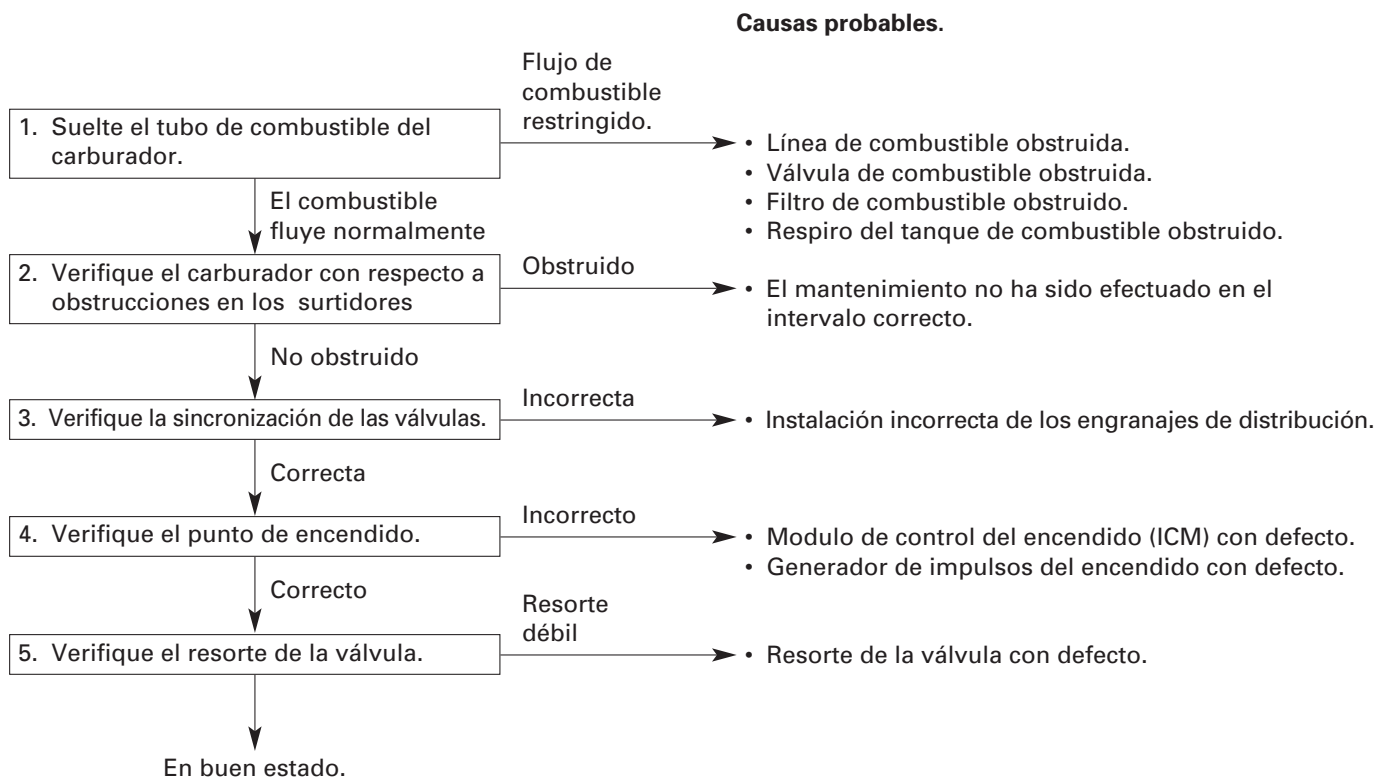 Causas probables.
Flujo de
combustible
restringido.
1. Suelte el tubo de combustible del
carburador.
• Línea de combustible obstruida.
• Válvula de combustible obstruida.
• Filtro de combustible obstruido.
• Respiro del tanque de combustible obstruido.
El combustible
fluye normalmente
2. Verifique el carburador con respecto a
obstrucciones en los surtidores
Obstruido
• El mantenimiento no ha sido efectuado en el
intervalo correcto.
No obstruido
3. Verifique la sincronización de las válvulas.
Incorrecta
• Instalación incorrecta de los engranajes de distribución.
Correcta
4. Verifique el punto de encendido.
Incorrecto
• Modulo de control del encendido (ICM) con defecto.
• Generador de impulsos del encendido con defecto.
Correcto
Resorte
débil
5. Verifique el resorte de la válvula.
• Resorte de la válvula con defecto.
En buen estado.